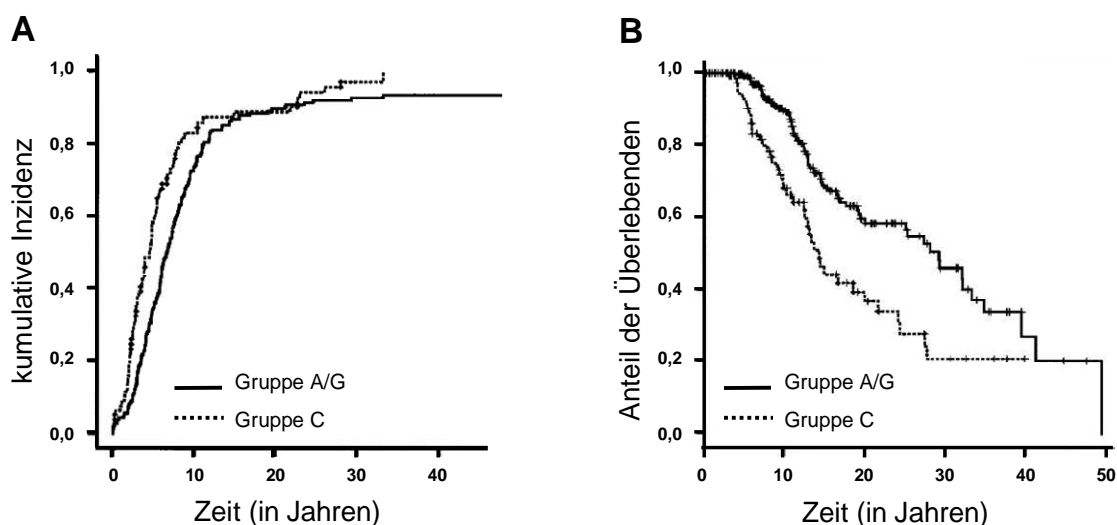 A
kumulative Inzidenz
1,0
0,8
0,6
0,4
0,2
0,0
Gruppe A/G
Gruppe C
0 10 20 30 40
Zeit (in Jahren)
B
Anteil der Überlebenden
1,0
0,8
0,6
0,4
0,2
0,0
Gruppe A/G
Gruppe C
0 10 20 30 40 50
Zeit (in Jahren)